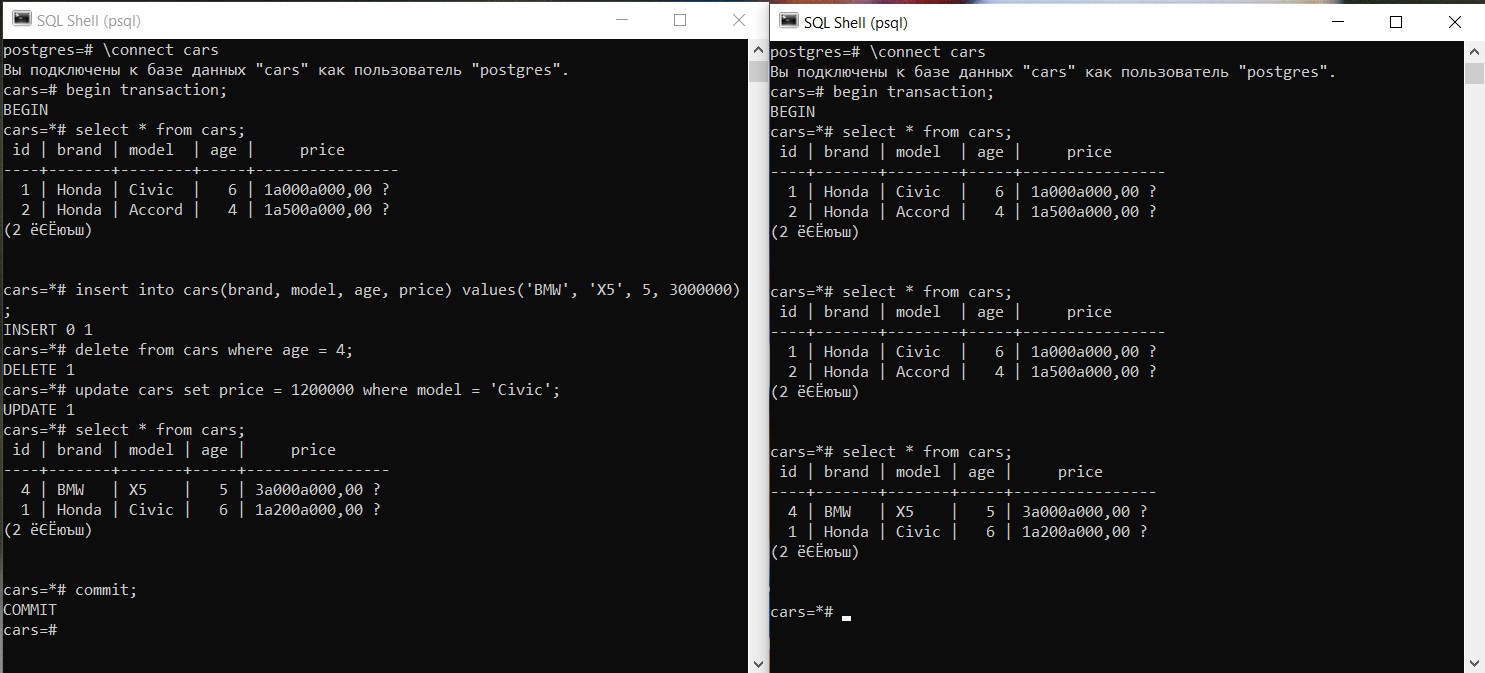 SQL Shell (psql)
postgres=# \connect cars
Вы подключены к базе данных "cars" как пользователь "postgres".
cars=# begin transaction;
BEGIN
cars=*# select * from cars;
 id | brand | model  | age |     price
----+-------+--------+-----+----------------
  1 | Honda | Civic  |   6 | 1а000а000,00 ?
  2 | Honda | Accord |   4 | 1а500а000,00 ?
(2 ёЄЁюъш)
cars=*# insert into cars(brand, model, age, price) values('BMW', 'X5', 5, 3000000)
;
INSERT 0 1
cars=*# delete from cars where age = 4;
DELETE 1
cars=*# update cars set price = 1200000 where model = 'Civic';
UPDATE 1
cars=*# select * from cars;
 id | brand | model | age |     price
----+-------+-------+-----+----------------
  4 | BMW   | X5    |   5 | 3а000а000,00 ?
  1 | Honda | Civic |   6 | 1а200а000,00 ?
(2 ёЄЁюъш)
cars=*# commit;
COMMIT
cars=#
SQL Shell (psql)
postgres=# \connect cars
Вы подключены к базе данных "cars" как пользователь "postgres".
cars=# begin transaction;
BEGIN
cars=*# select * from cars;
 id | brand | model  | age |     price
----+-------+--------+-----+----------------
  1 | Honda | Civic  |   6 | 1а000а000,00 ?
  2 | Honda | Accord |   4 | 1а500а000,00 ?
(2 ёЄЁюъш)
cars=*# select * from cars;
 id | brand | model  | age |     price
----+-------+--------+-----+----------------
  1 | Honda | Civic  |   6 | 1а000а000,00 ?
  2 | Honda | Accord |   4 | 1а500а000,00 ?
(2 ёЄЁюъш)
cars=*# select * from cars;
 id | brand | model | age |     price
----+-------+-------+-----+----------------
  4 | BMW   | X5    |   5 | 3а000а000,00 ?
  1 | Honda | Civic |   6 | 1а200а000,00 ?
(2 ёЄЁюъш)
cars=*#